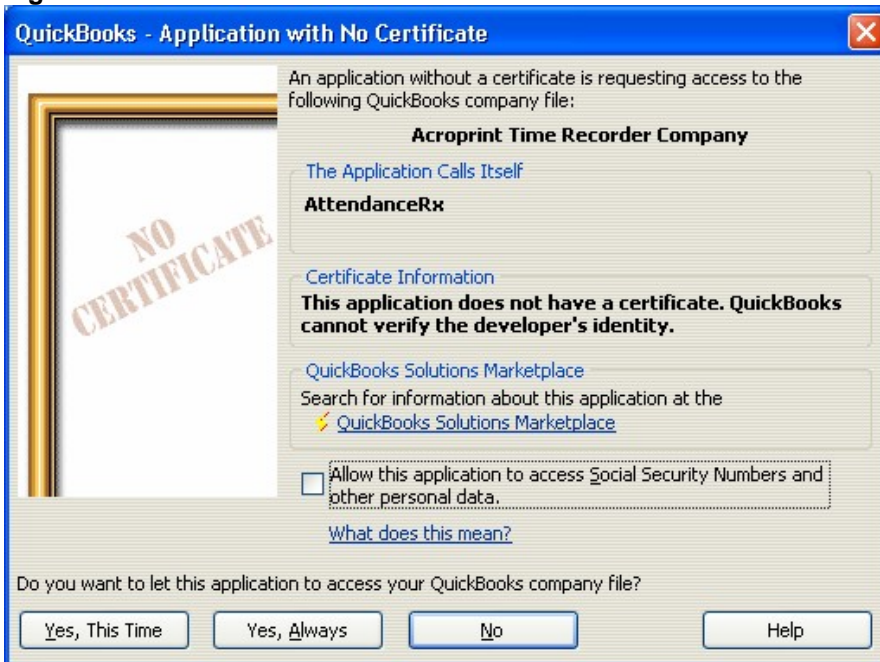 QuickBooks - Application with No Certificate
An application without a certificate is requesting access to the
following QuickBooks company file:
Acroprint Time Recorder Company
The Application Calls Itself
AttendanceRx
NO
CERTIFICATE
Certificate Information
This application does not have a certificate. QuickBooks
cannot verify the developer's identity.
QuickBooks Solutions Marketplace
Search for information about this application at the
QuickBooks Solutions Marketplace
Allow this application to access Social Security Numbers and
other personal data.
What does this mean?
Do you want to let this application to access your QuickBooks company file?
Yes, This Time
Yes, Always
No
Help